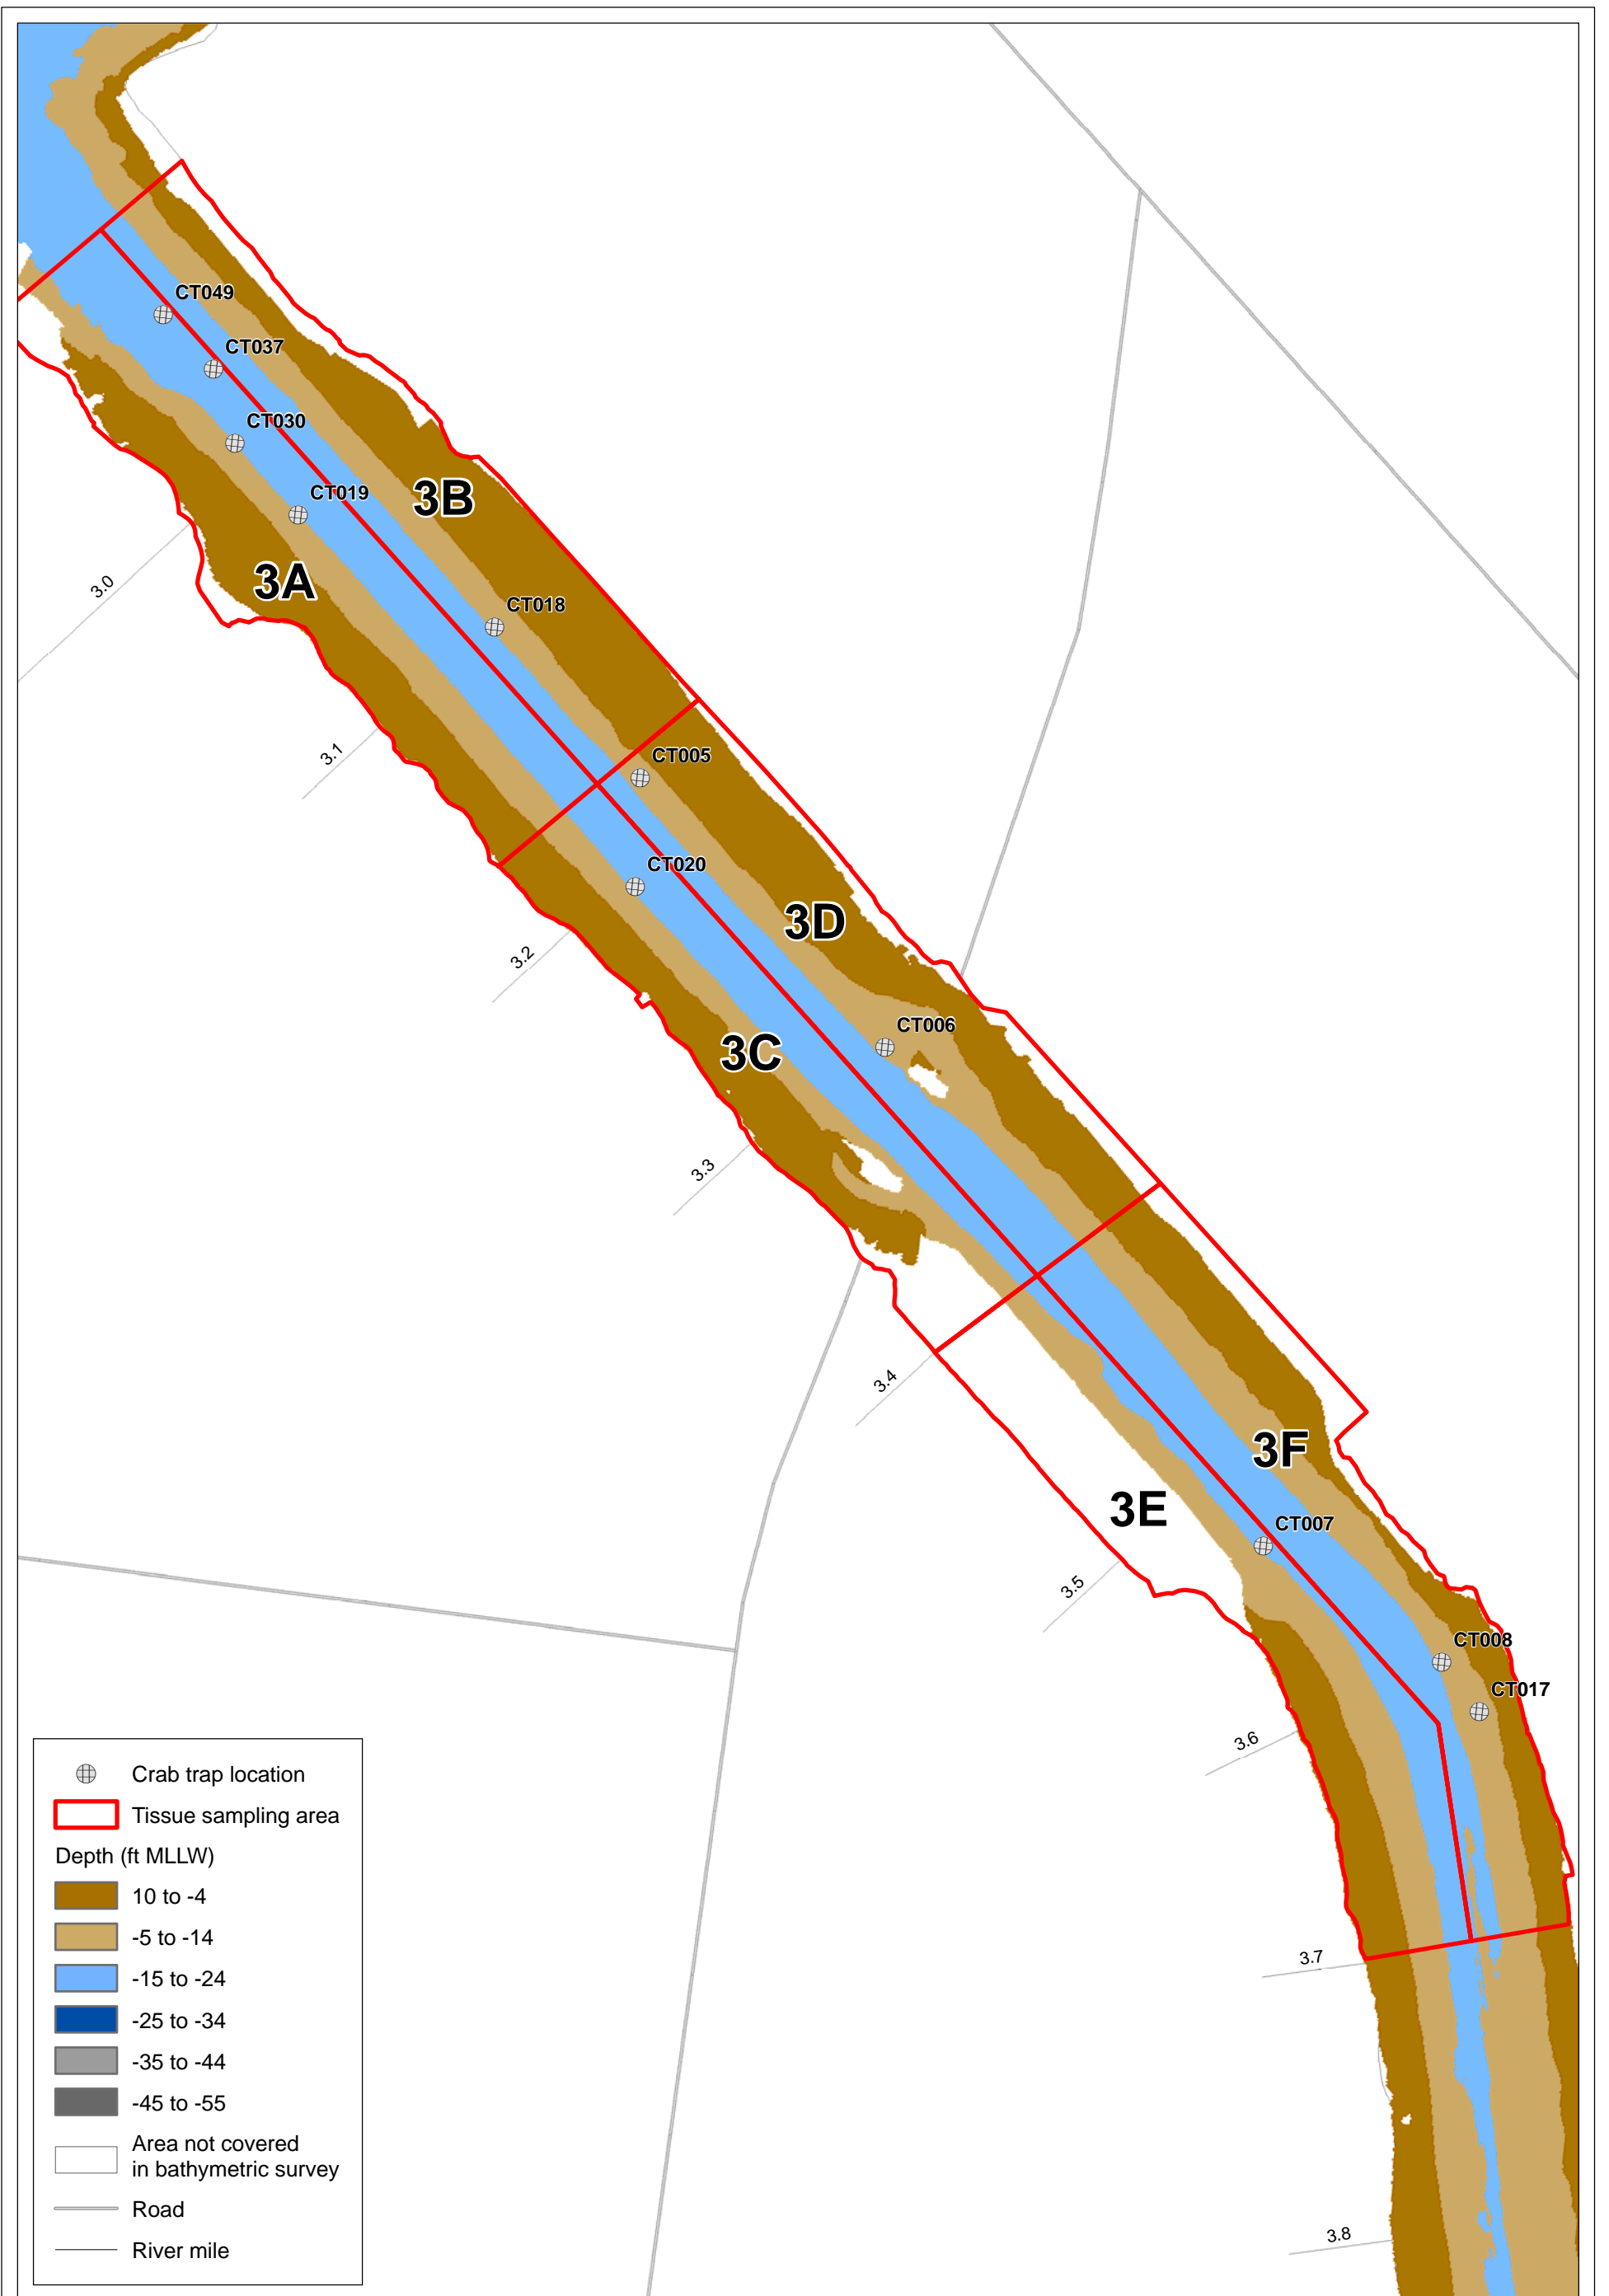 CT049
CT037
CT030
CT019
3B
3A
3.0
CT018
3.1
CT005
CT020
3D
3.2
CT006
3C
3.3
3.4
3F
3E
CT007
3.5
CT008
CT017
3.6
3.7
3.8
Crab trap location
Tissue sampling area
Depth (ft MLLW)
10 to -4
-5 to -14
-15 to -24
-25 to -34
-35 to -44
-45 to -55
Area not covered
in bathymetric survey
Road
River mile